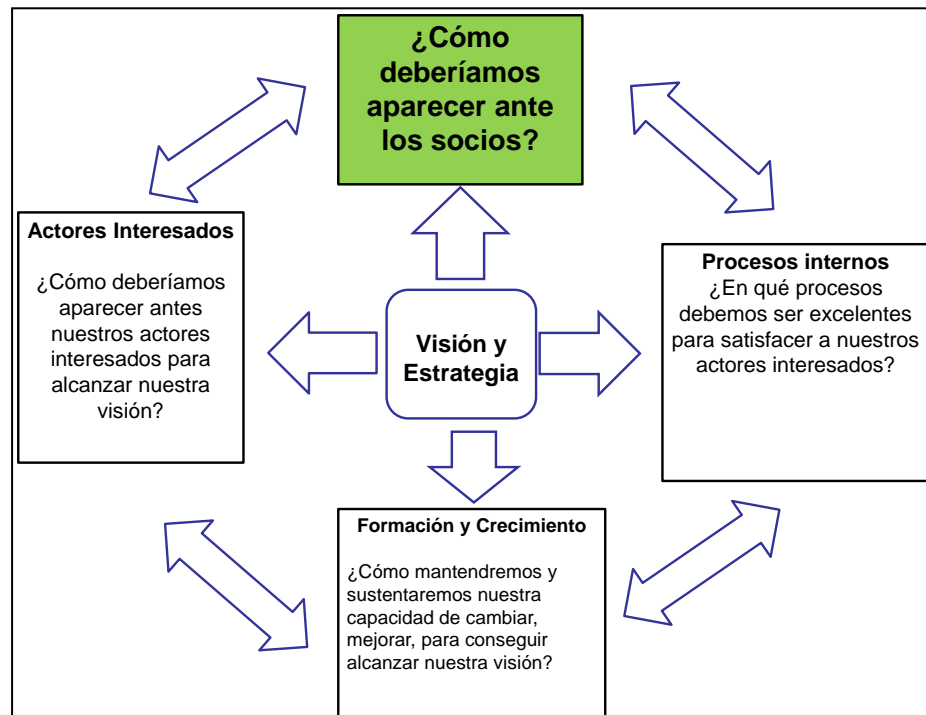 ¿Cómo
deberíamos
aparecer ante
los socios?
Actores Interesados
¿Cómo deberíamos
aparecer antes
nuestros actores
interesados para
alcanzar nuestra
visión?
Visión y
Estrategia
Procesos internos
¿En qué procesos
debemos ser excelentes
para satisfacer a nuestros
actores interesados?
Formación y Crecimiento
¿Cómo mantendremos y
sustentaremos nuestra
capacidad de cambiar,
mejorar, para conseguir
alcanzar nuestra visión?